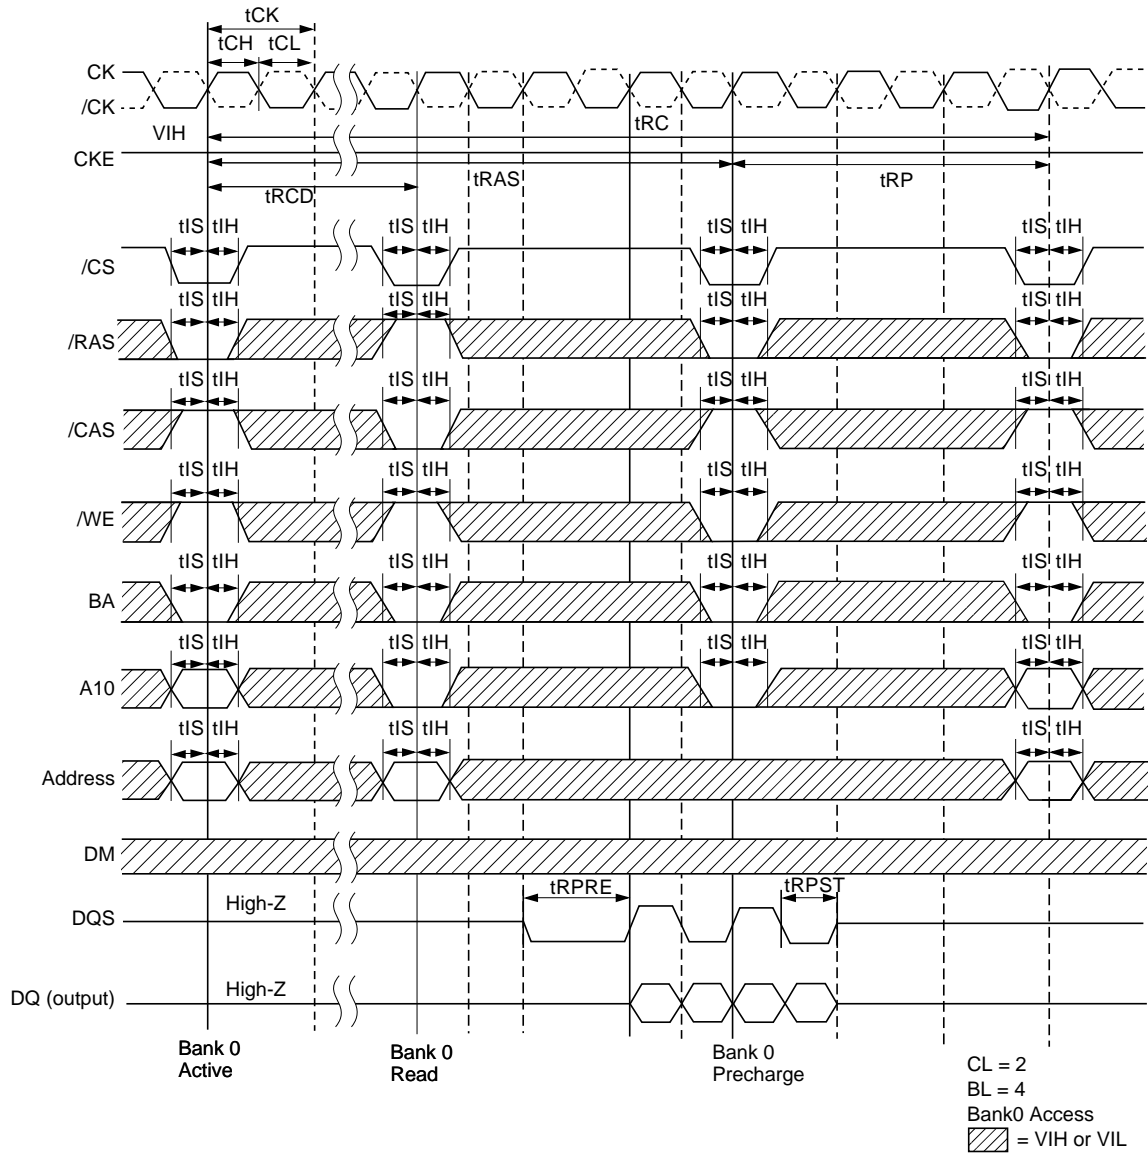 tCK
tCH tCL
CK
/CK
VIH
tRC
CKE
tRAS
tRP
tRCD
tIS tIH tIS tIH tIS tIH tIS tIH
/CS
tIS tIH tIS tIH tIS tIH tIS tIH
/RAS
tIS tIH tIS tIH tIS tIH tIS tIH
/CAS
tIS tIH tIS tIH tIS tIH tIS tIH
/WE
tIS tIH tIS tIH tIS tIH tIS tIH
BA
tIS tIH tIS tIH tIS tIH tIS tIH
A10
tIS tIH tIS tIH tIS tIH
Address
DM
tRPRE tRPST
High-Z
DQS
High-Z
DQ (output)
Bank 0
Active
Bank 0
Read
Bank 0
Precharge
CL = 2
BL = 4
Bank0 Access
= VIH or VIL